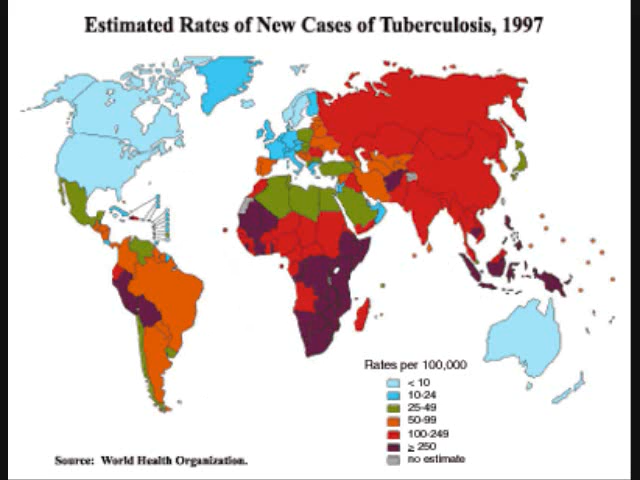 Estimated Rates of New Cases of Tuberculosis, 1997
Rates per 100,000
< 10
10-24
25-49
50-99
100-249
≥ 250
no estimate
Source: World Health Organization.